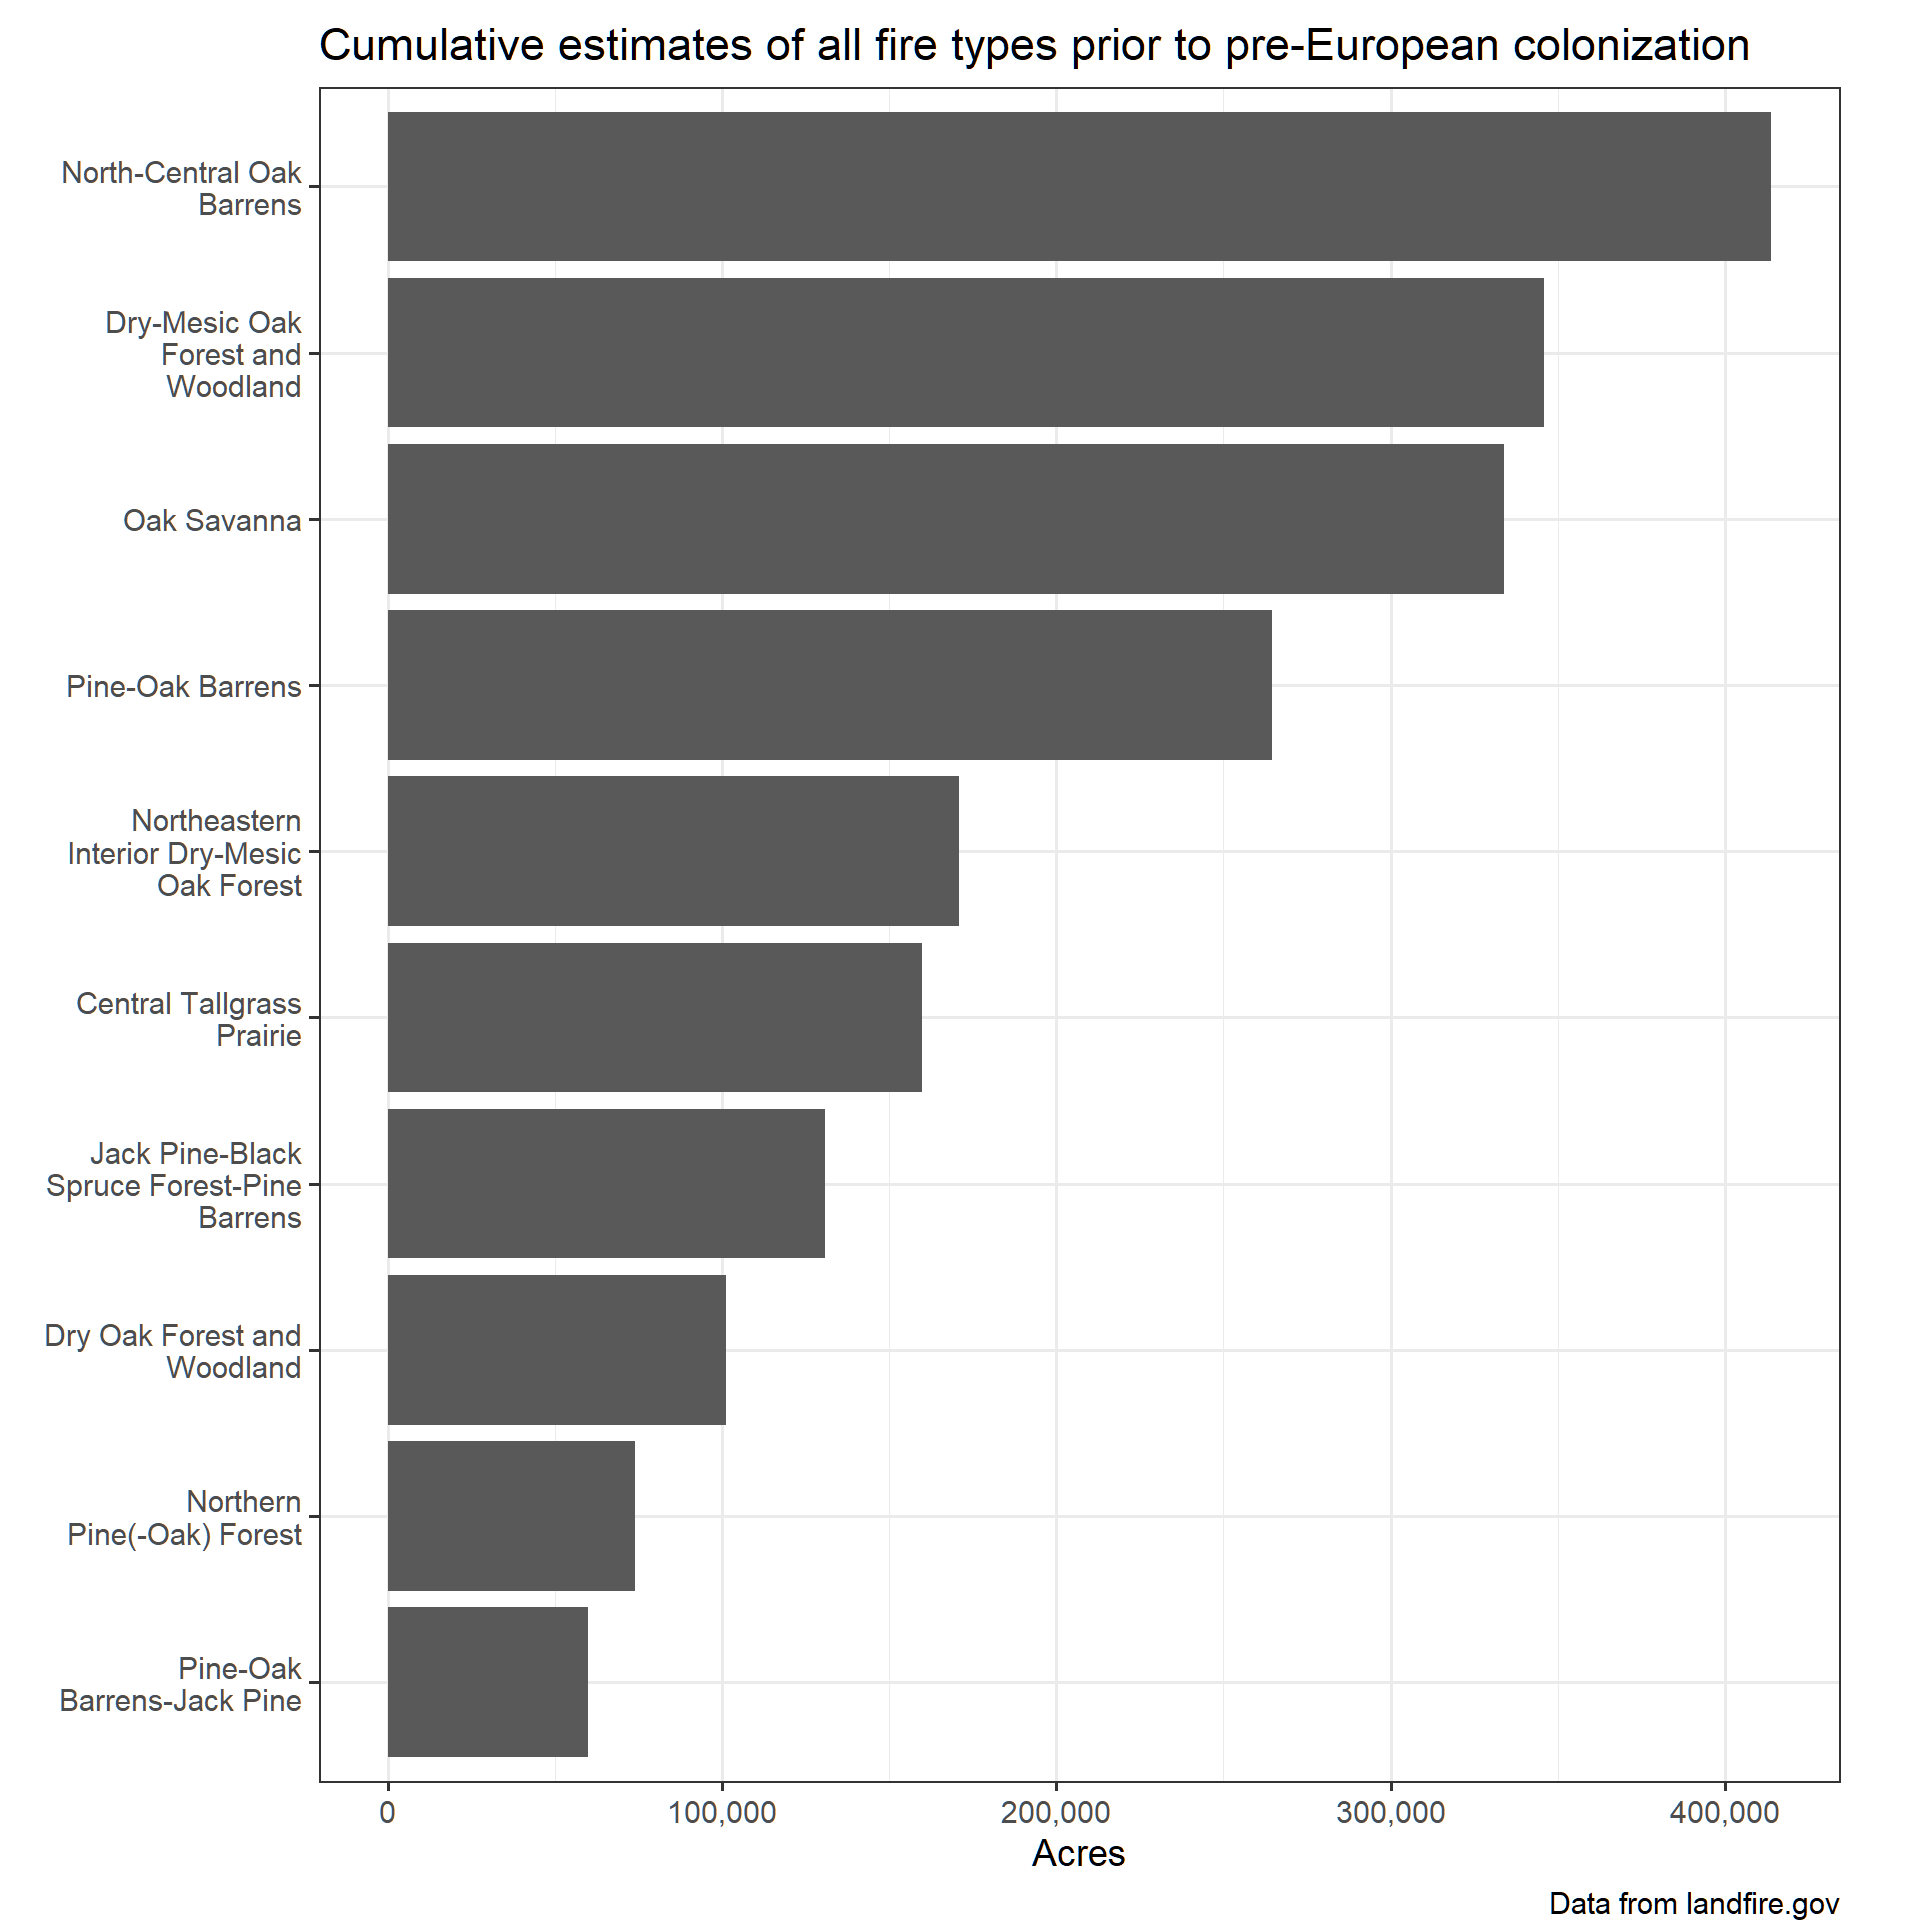 Cumulative estimates of all fire types prior to pre-European colonization
North-Central Oak
Barrens
Dry-Mesic Oak
Forest and
Woodland
Oak Savanna
Pine-Oak Barrens
Northeastern
Interior Dry-Mesic
Oak Forest
Central Tallgrass
Prairie
Jack Pine-Black
Spruce Forest-Pine
Barrens
Dry Oak Forest and
Woodland
Northern
Pine(-Oak) Forest
Pine-Oak
Barrens-Jack Pine
0 100,000 200,000 300,000 400,000
Acres
Data from landfire.gov